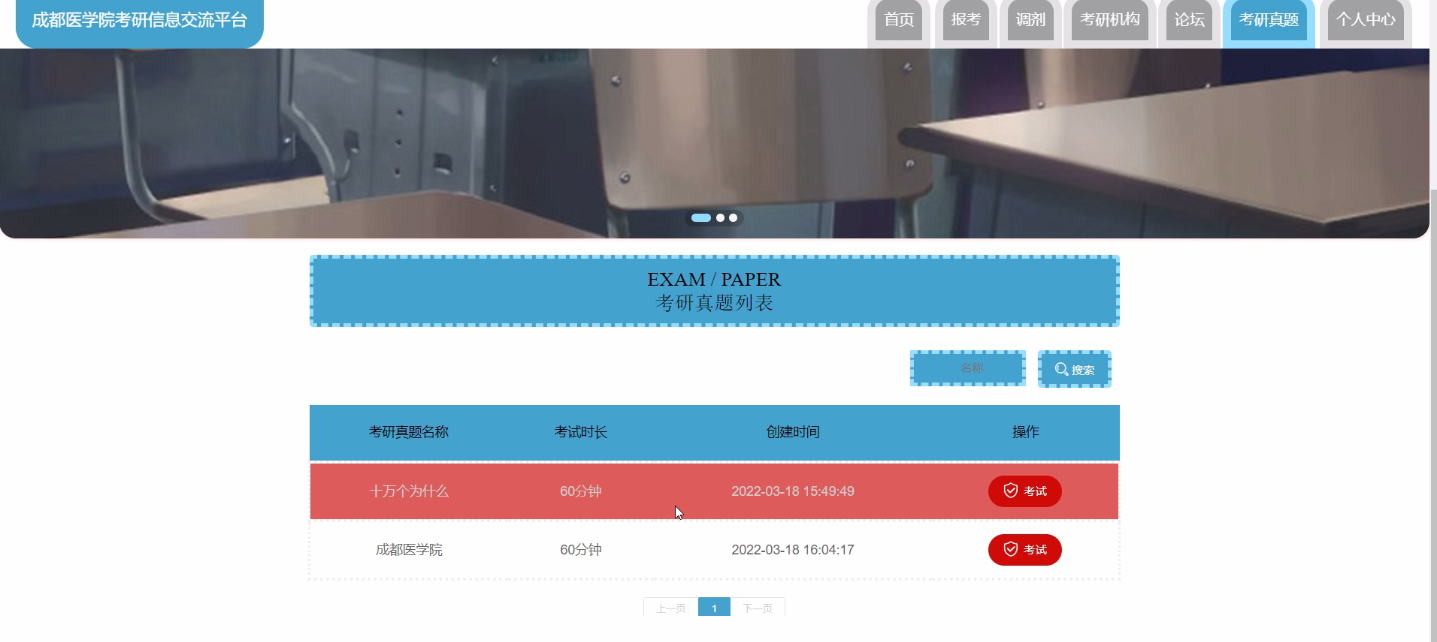 成都医学院考研信息交流平台
首页 报考 调剂 考研机构 论坛 考研真题 个人中心
EXAM / PAPER
考研真题列表
名称 搜索
考研真题名称 考试时长 创建时间 操作
十万个为什么 60分钟 2022-03-18 15:49:49 考试
成都医学院 60分钟 2022-03-18 16:04:17 考试
上一页 1 下一页